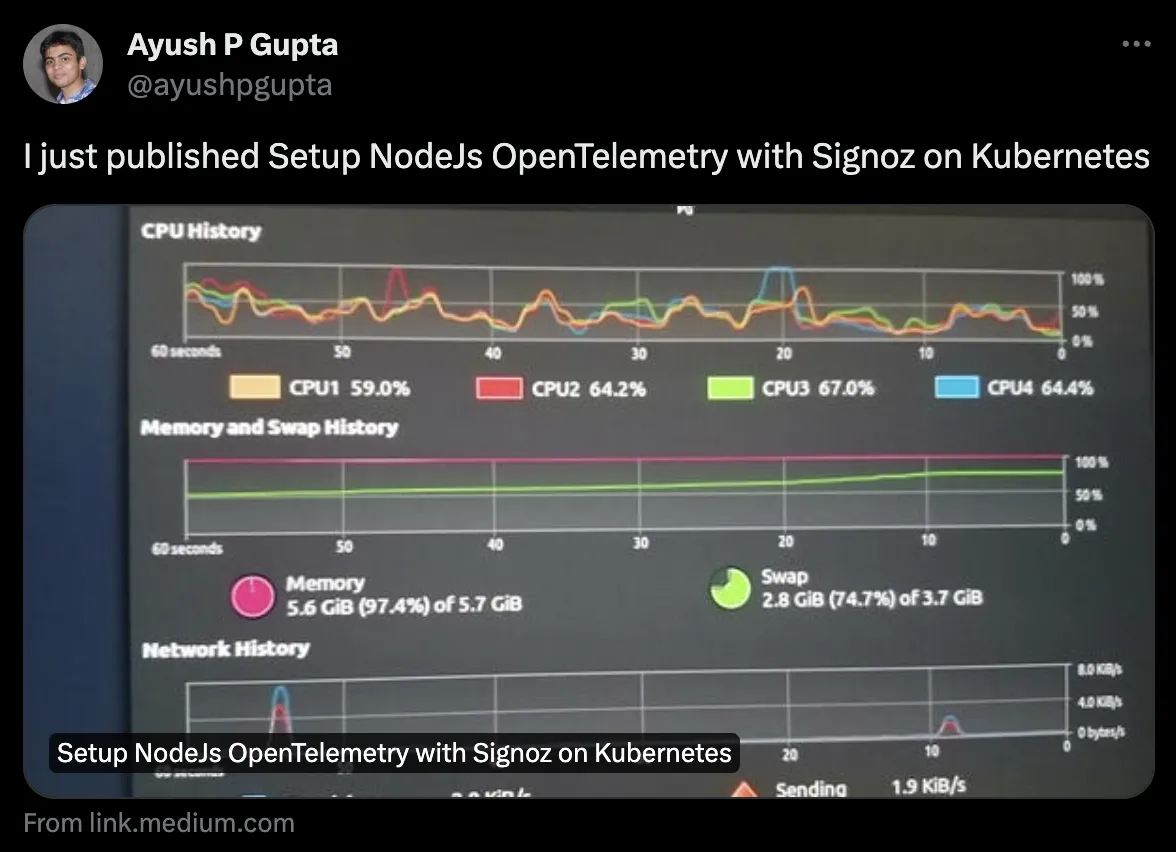 Ayush P Gupta
@ayushpgupta
I just published Setup NodeJs OpenTelemetry with Signoz on Kubernetes
CPU History
100 %
50 %
0 %
60 seconds 50 40 30 20 10 0
CPU1 59.0% CPU2 64.2% CPU3 67.0% CPU4 64.4%
Memory and Swap History
100 %
50 %
0 %
60 seconds 50 40 30 20 10 0
Memory
5.6 GiB (97.4%) of 5.7 GiB
Swap
2.8 GiB (74.7%) of 3.7 GiB
Network History
8.0 KiB/s
4.0 KiB/s
0 bytes/s
Setup NodeJs OpenTelemetry with Signoz on Kubernetes
20 10 0
Sending 1.9 KiB/s
From link.medium.com